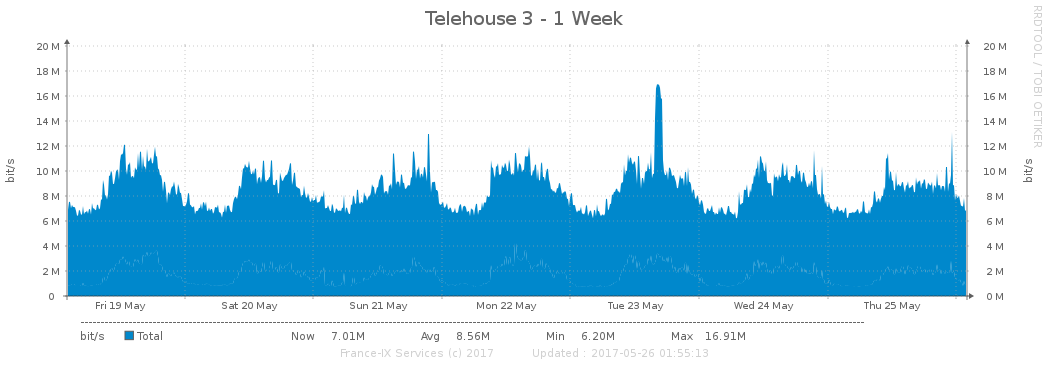 Telehouse 3 - 1 Week
RRDTOOL / TOBI OETIKER
bit/s
20 M 20 M
18 M 18 M
16 M 16 M
14 M 14 M
12 M 12 M
10 M 10 M
8 M 8 M
6 M 6 M
4 M 4 M
2 M 2 M
0 0 M
bit/s
Fri 19 May Sat 20 May Sun 21 May Mon 22 May Tue 23 May Wed 24 May Thu 25 May
bit/s Total Now 7.01M Avg 8.56M Min 6.20M Max 16.91M
France-IX Services (c) 2017 Updated : 2017-05-26 01:55:13